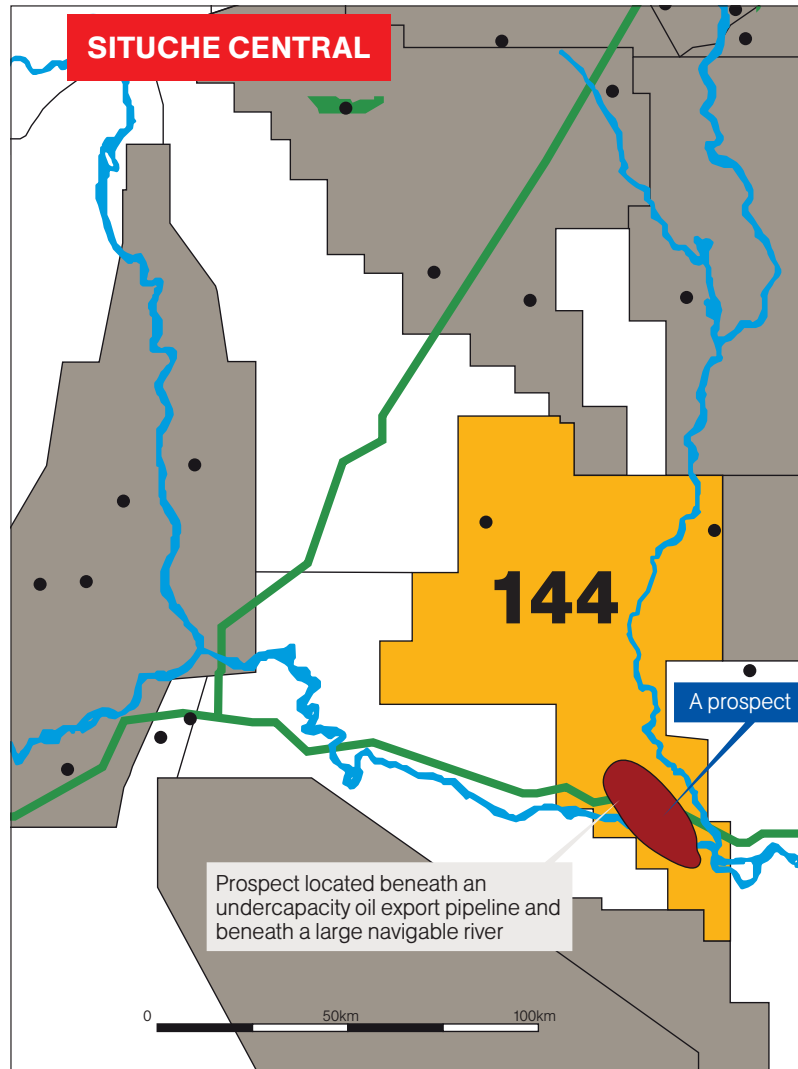 SITUCHE CENTRAL
144
A prospect
Prospect located beneath an
undercapacity oil export pipeline and
beneath a large navigable river
0 50km 100km